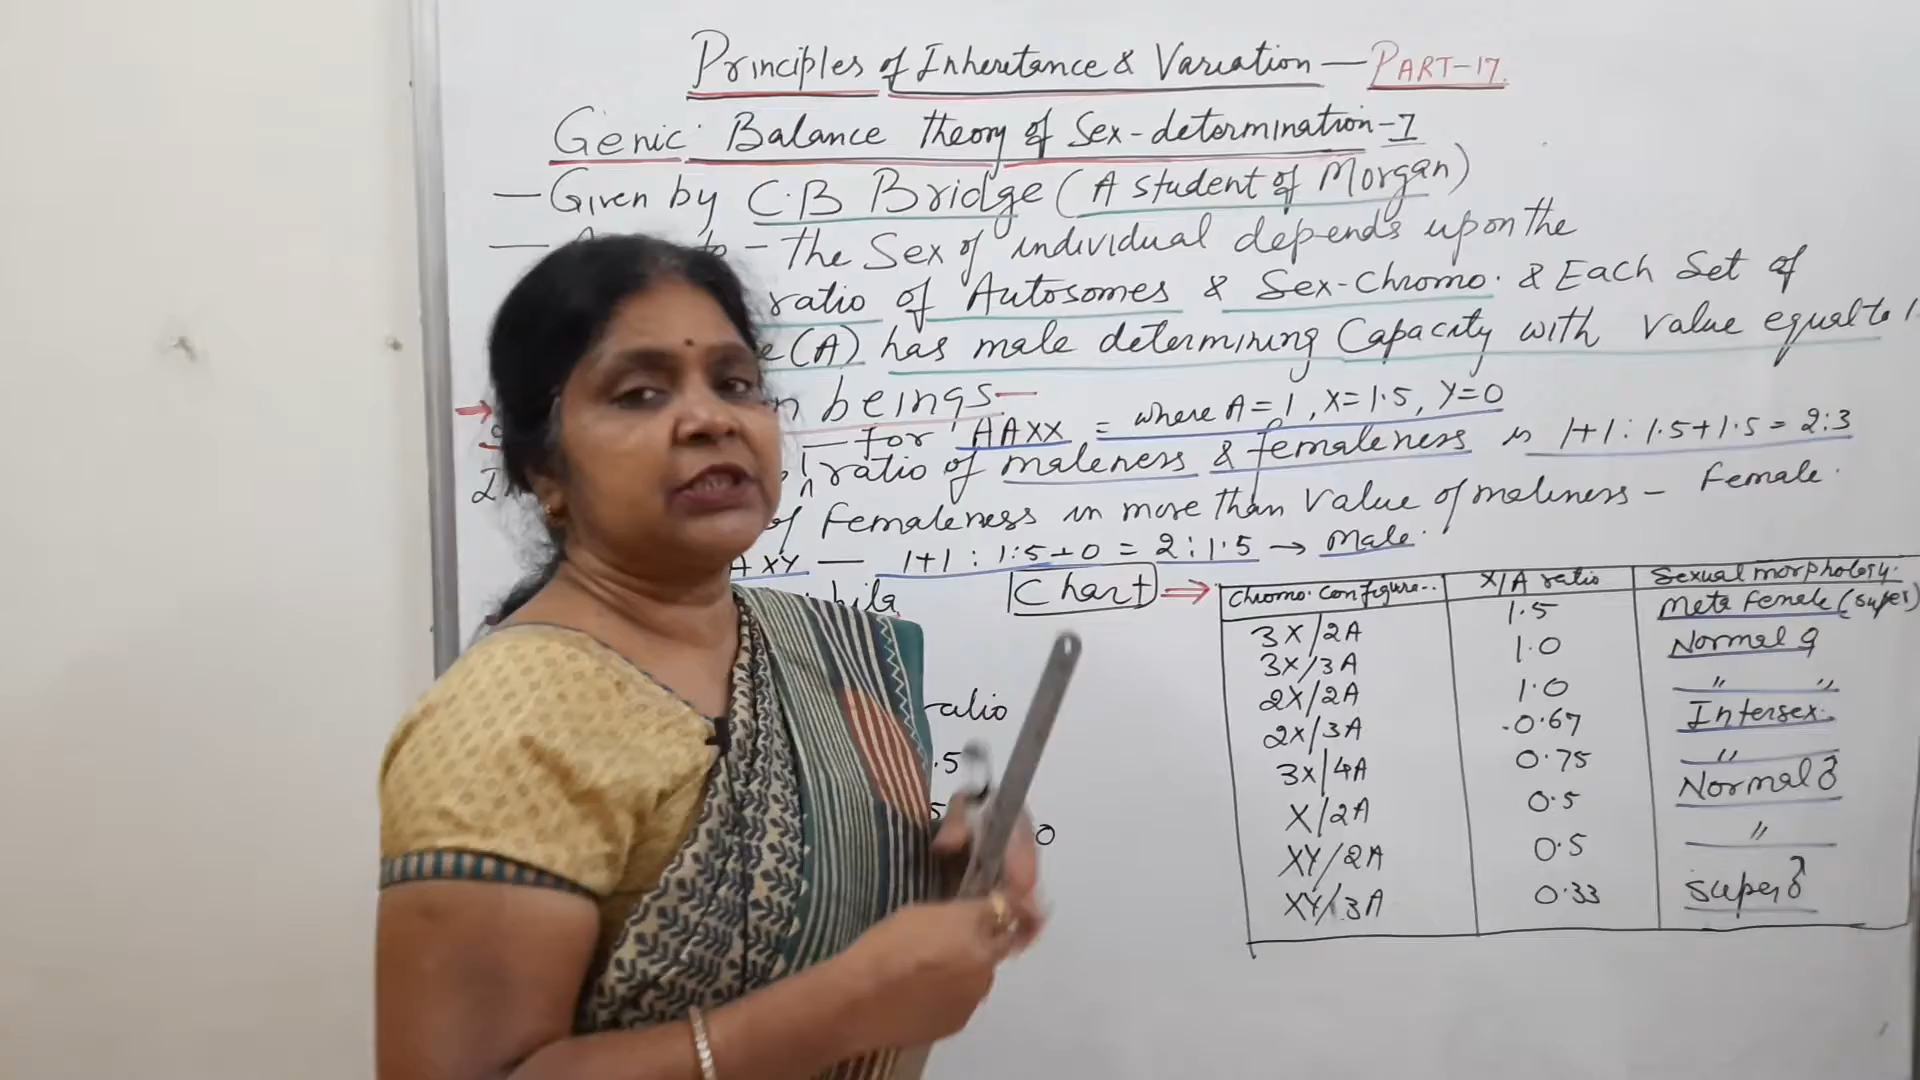 Principles of Inheretance & Variation — PART-17.
Genic Balance theory of Sex-determination-I
— Given by C.B Bridge (A student of Morgan)
— the Sex of individual depends upon the
ratio of Autosomes & Sex-Chromo. & Each Set of
(A) has male determining Capacity with value equal to 1.
beings —
— for AAXX = where A=1, X=1.5, Y=0
ratio of maleness & femaleness is 1+1 : 1.5+1.5 = 2:3
of Femaleness is more than value of maleness — Female.
AXY — 1+1 : 1.5+0 = 2:1.5 → Male.
Chart →
Chromo. configure.. X/A ratio Sexual morphology.
3X/2A 1.5 Meta female (super)
3X/3A 1.0 Normal ♀
2X/2A 1.0 " "
2X/3A 0.67 Intersex.
3X/4A 0.75 "
X/2A 0.5 Normal ♂
XY/2A 0.5 "
XY/3A 0.33 super ♂
ratio
.5
5
0